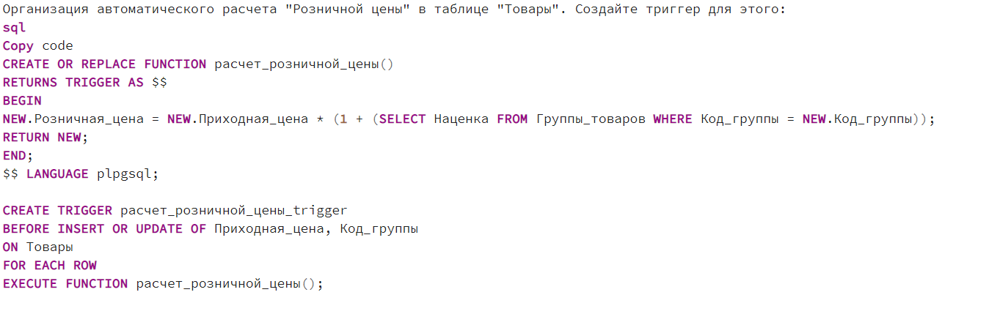 Организация автоматического расчета "Розничной цены" в таблице "Товары". Создайте триггер для этого:
sql
Copy code
CREATE OR REPLACE FUNCTION расчет_розничной_цены()
RETURNS TRIGGER AS $$
BEGIN
NEW.Розничная_цена = NEW.Приходная_цена * (1 + (SELECT Наценка FROM Группы_товаров WHERE Код_группы = NEW.Код_группы));
RETURN NEW;
END;
$$ LANGUAGE plpgsql;
CREATE TRIGGER расчет_розничной_цены_trigger
BEFORE INSERT OR UPDATE OF Приходная_цена, Код_группы
ON Товары
FOR EACH ROW
EXECUTE FUNCTION расчет_розничной_цены();